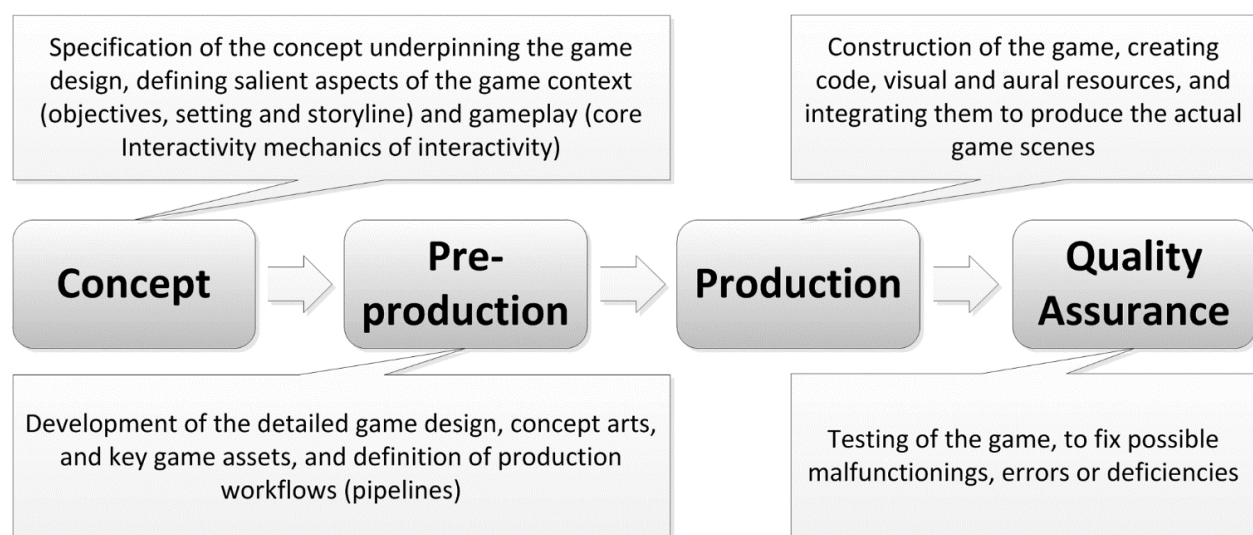 Specification of the concept underpinning the game
design, defining salient aspects of the game context
(objectives, setting and storyline) and gameplay (core
Interactivity mechanics of interactivity)
Construction of the game, creating
code, visual and aural resources, and
integrating them to produce the actual
game scenes
Concept
Pre-
production
Production
Quality
Assurance
Development of the detailed game design, concept arts,
and key game assets, and definition of production
workflows (pipelines)
Testing of the game, to fix possible
malfunctionings, errors or deficiencies